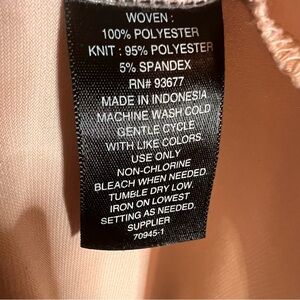 WOVEN :
100% POLYESTER
KNIT : 95% POLYESTER
5% SPANDEX
RN# 93677
MADE IN INDONESIA
MACHINE WASH COLD
GENTLE CYCLE
WITH LIKE COLORS
USE ONLY
NON-CHLORINE
BLEACH WHEN NEEDED.
TUMBLE DRY LOW.
IRON ON LOWEST
SETTING AS NEEDED.
SUPPLIER
70945-1